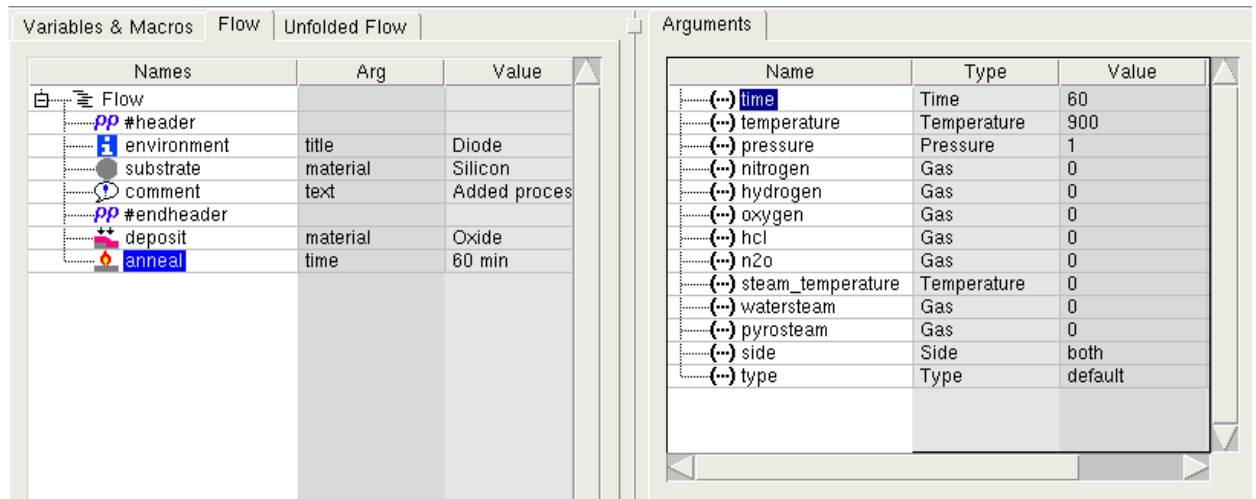 Variables & Macros Flow Unfolded Flow
Names Arg Value
Flow
pp #header
environment title Diode
substrate material Silicon
comment text Added proces
pp #endheader
deposit material Oxide
anneal time 60 min
Arguments
Name Type Value
(...) time Time 60
(...) temperature Temperature 900
(...) pressure Pressure 1
(...) nitrogen Gas 0
(...) hydrogen Gas 0
(...) oxygen Gas 0
(...) hcl Gas 0
(...) n2o Gas 0
(...) steam_temperature Temperature 0
(...) watersteam Gas 0
(...) pyrosteam Gas 0
(...) side Side both
(...) type Type default